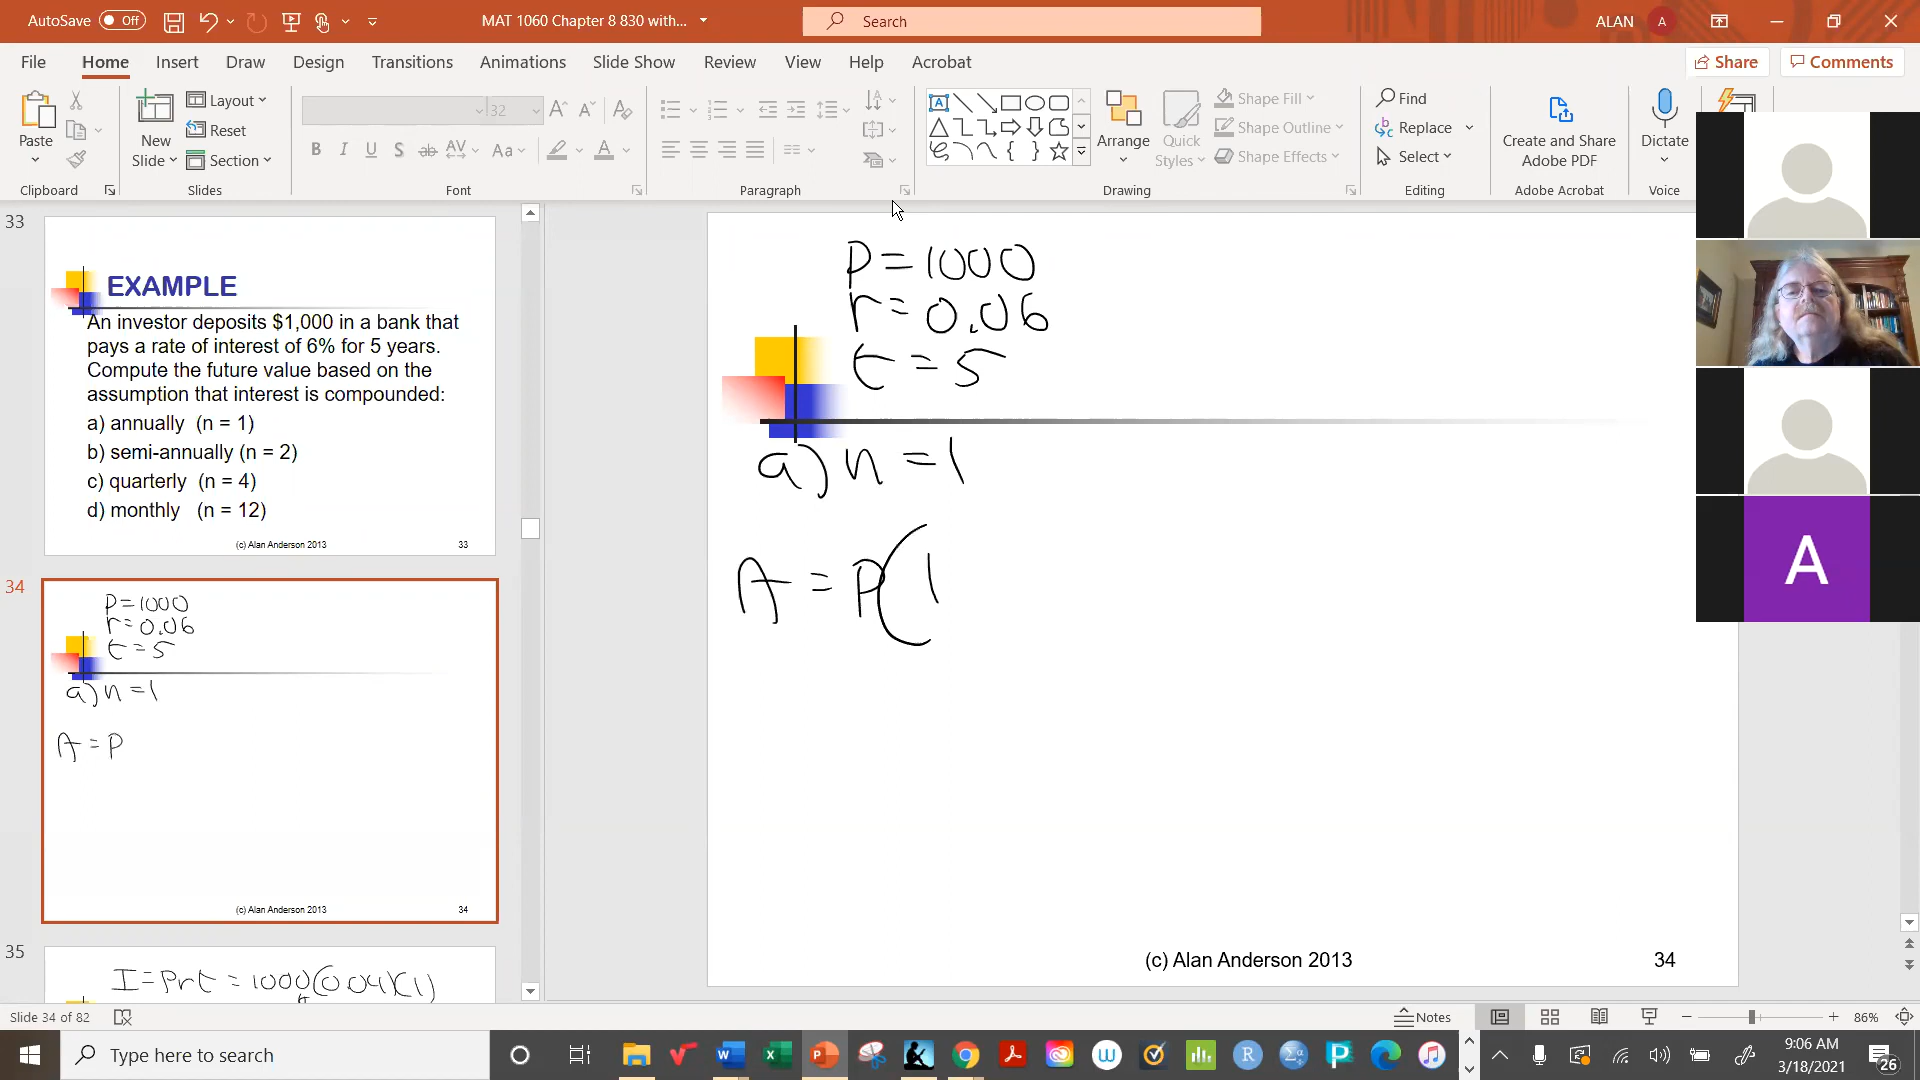 AutoSave Off MAT 1060 Chapter 8 830 with... Search ALAN A
File Home Insert Draw Design Transitions Animations Slide Show Review View Help Acrobat Share Comments
Paste
Clipboard
New Slide
Layout
Reset
Section
Slides
32
B I U S ab AV Aa A
Font
Paragraph
Arrange
Quick Styles
Shape Fill
Shape Outline
Shape Effects
Drawing
Find
Replace
Select
Editing
Create and Share Adobe PDF
Adobe Acrobat
Dictate
Voice
33
EXAMPLE
An investor deposits $1,000 in a bank that
pays a rate of interest of 6% for 5 years.
Compute the future value based on the
assumption that interest is compounded:
a) annually (n = 1)
b) semi-annually (n = 2)
c) quarterly (n = 4)
d) monthly (n = 12)
(c) Alan Anderson 2013 33
34
P = 1000
r = 0.06
t = 5
a) n = 1
A = P
(c) Alan Anderson 2013 34
35
I = Prt = 1000(0.04)(1)
P = 1000
r = 0.06
t = 5
a) n = 1
A = P(1
(c) Alan Anderson 2013 34
A
Slide 34 of 82 Notes 86%
Type here to search
9:06 AM
3/18/2021
26